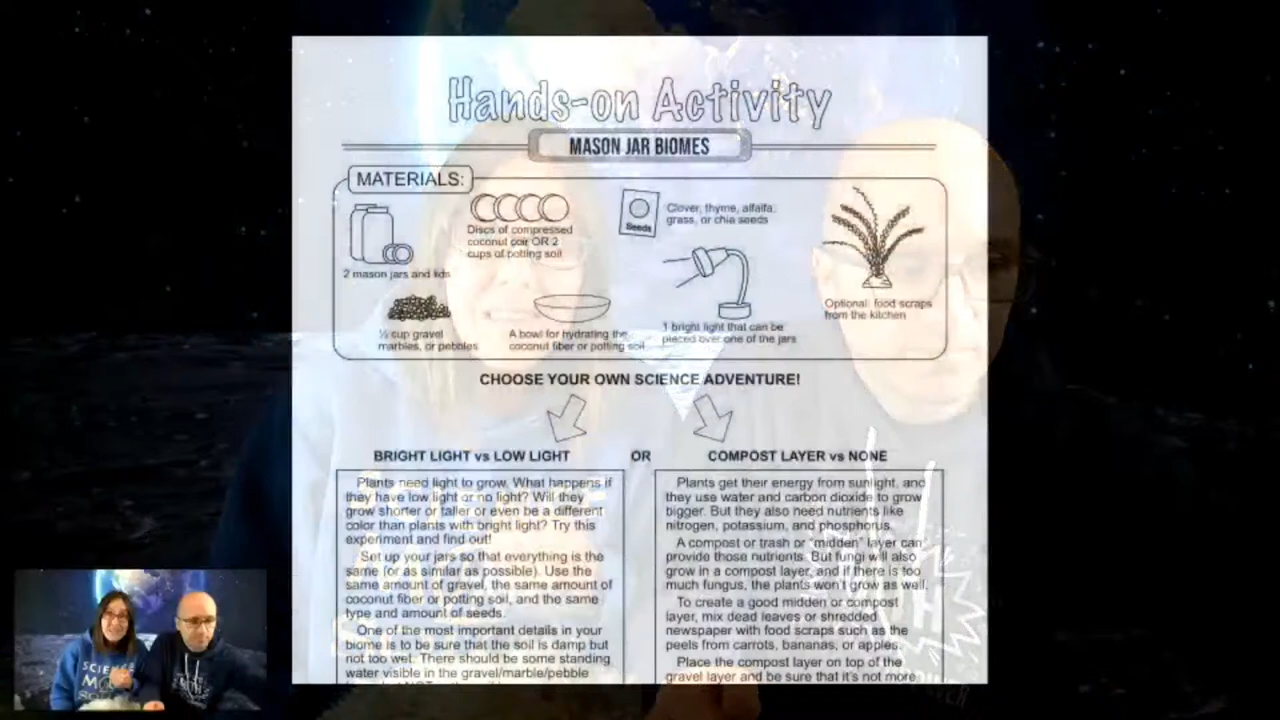 Hands-on Activity
MASON JAR BIOMES
MATERIALS:
2 mason jars and lids
Discs of compressed
coconut coir OR 2
cups of potting soil
Seeds
Clover, thyme, alfalfa,
grass, or chia seeds
½ cup gravel
marbles, or pebbles
A bowl for hydrating the
coconut fiber or potting soil
1 bright light that can be
placed over one of the jars
Optional: food scraps
from the kitchen
CHOOSE YOUR OWN SCIENCE ADVENTURE!
BRIGHT LIGHT vs LOW LIGHT
OR
COMPOST LAYER vs NONE
Plants need light to grow. What happens if
they have low light or no light? Will they
grow shorter or taller or even be a different
color than plants with bright light? Try this
experiment and find out!
Set up your jars so that everything is the
same (or as similar as possible). Use the
same amount of gravel, the same amount of
coconut fiber or potting soil, and the same
type and amount of seeds.
One of the most important details in your
biome is to be sure that the soil is damp but
not too wet. There should be some standing
water visible in the gravel/marble/pebble
Plants get their energy from sunlight, and
they use water and carbon dioxide to grow
bigger. But they also need nutrients like
nitrogen, potassium, and phosphorus.
A compost or trash or "midden" layer can
provide those nutrients. But fungi will also
grow in a compost layer, and if there is too
much fungus, the plants won't grow as well.
To create a good midden or compost
layer, mix dead leaves or shredded
newspaper with food scraps such as the
peels from carrots, bananas, or apples.
Place the compost layer on top of the
gravel layer and be sure that it's not more
SCIENCE